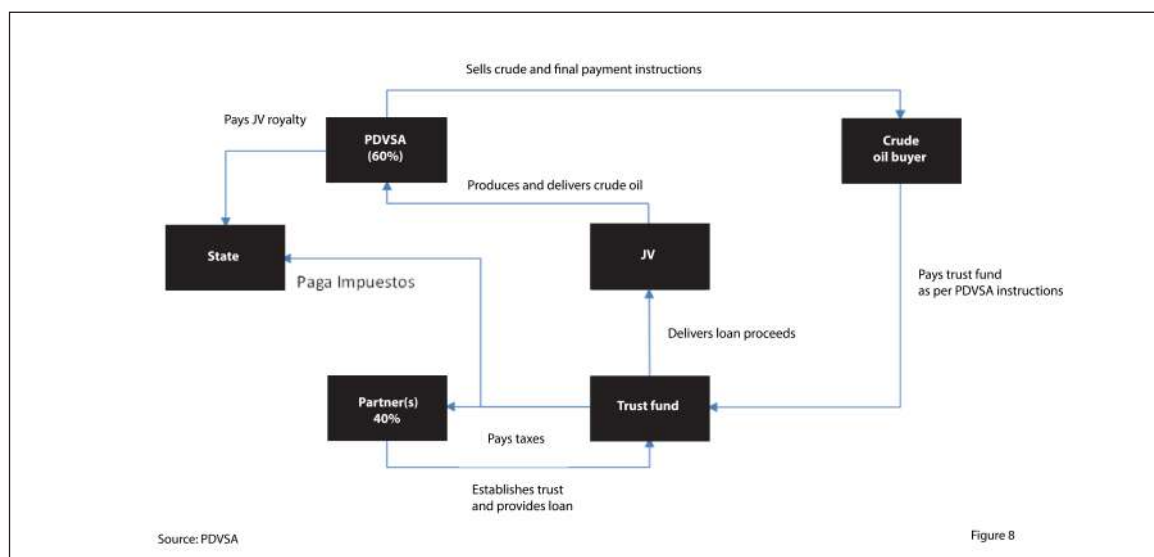 Sells crude and final payment instructions
Pays JV royalty
PDVSA
(60%)
Crude
oil buyer
Produces and delivers crude oil
State
JV
Paga Impuestos
Pays trust fund
as per PDVSA instructions
Delivers loan proceeds
Partner(s)
40%
Trust fund
Pays taxes
Establishes trust
and provides loan
Source: PDVSA
Figure 8